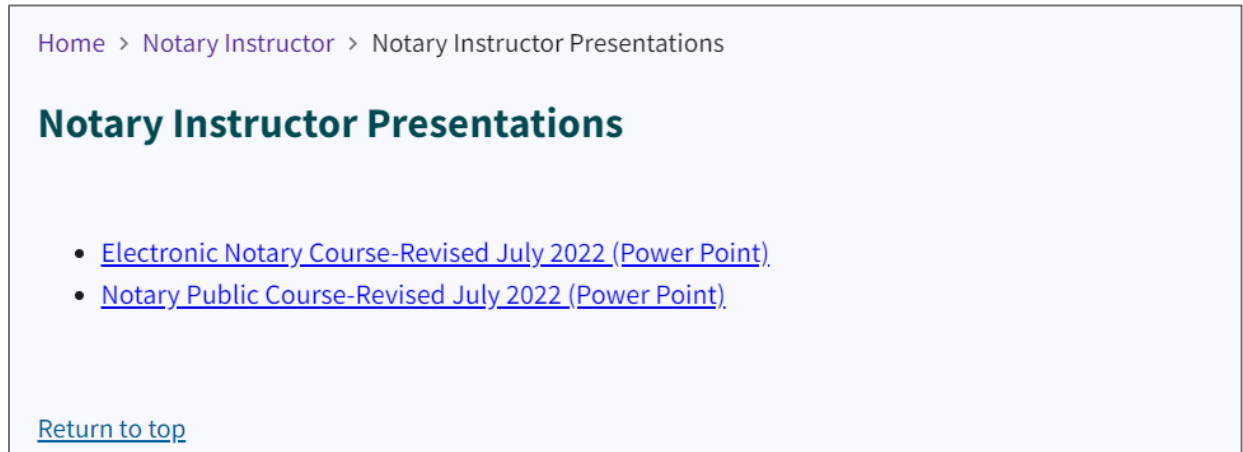 Home > Notary Instructor > Notary Instructor Presentations
Notary Instructor Presentations
Electronic Notary Course-Revised July 2022 (Power Point)
Notary Public Course-Revised July 2022 (Power Point)
Return to top